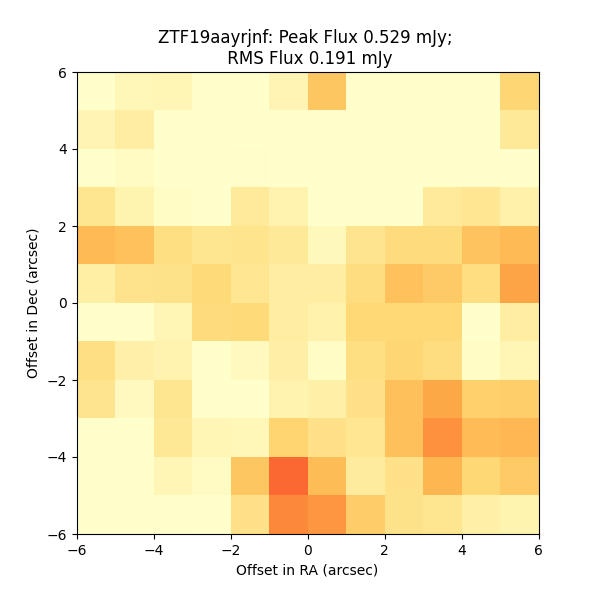 ZTF19aayrjnf: Peak Flux 0.529 mJy;
RMS Flux 0.191 mJy
6
4
2
0
−2
−4
−6
Offset in Dec (arcsec)
−6 −4 −2 0 2 4 6
Offset in RA (arcsec)